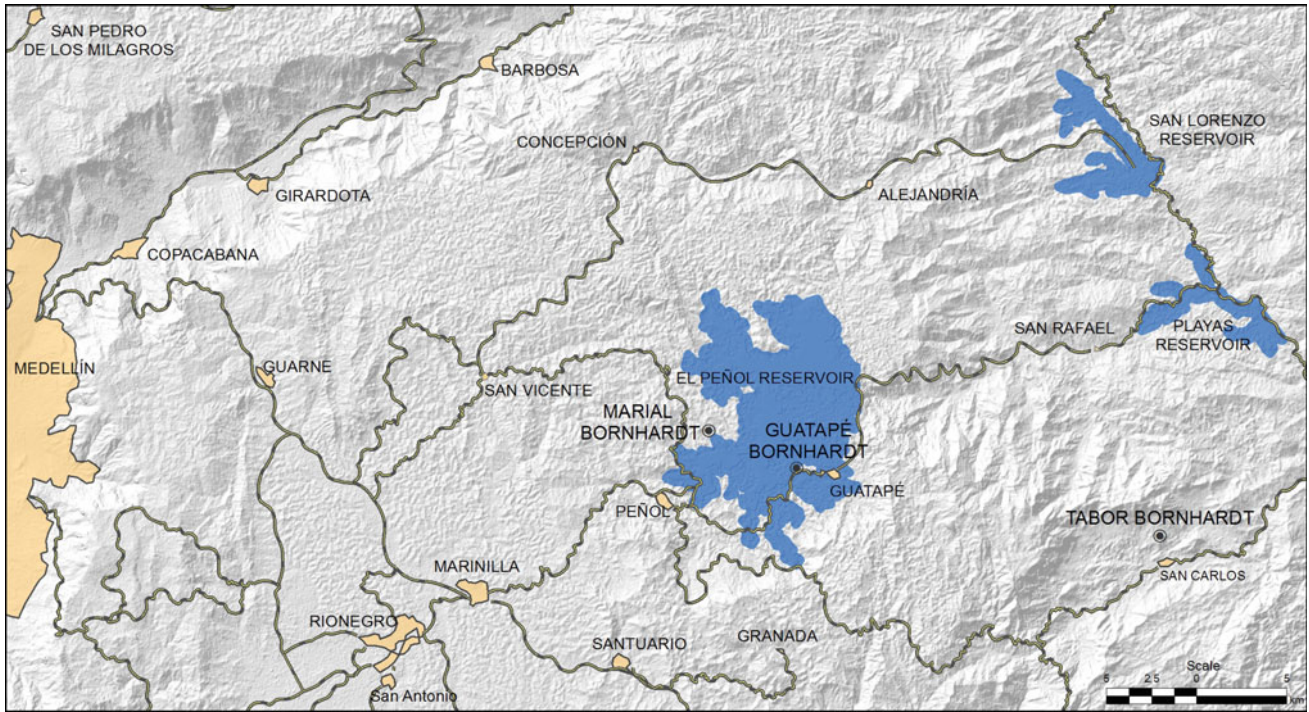 SAN PEDRO
DE LOS MILAGROS
BARBOSA
SAN LORENZO
RESERVOIR
CONCEPCIÓN
GIRARDOTA
ALEJANDRÍA
COPACABANA
SAN RAFAEL
PLAYAS
RESERVOIR
MEDELLÍN
GUARNE
SAN VICENTE
EL PEÑOL RESERVOIR
MARIAL
BORNHARDT
GUATAPÉ
BORNHARDT
GUATAPÉ
PEÑOL
TABOR BORNHARDT
MARINILLA
SAN CARLOS
RIONEGRO
SANTUARIO
GRANADA
San Antonio
Scale
5 2.5 0 5
km